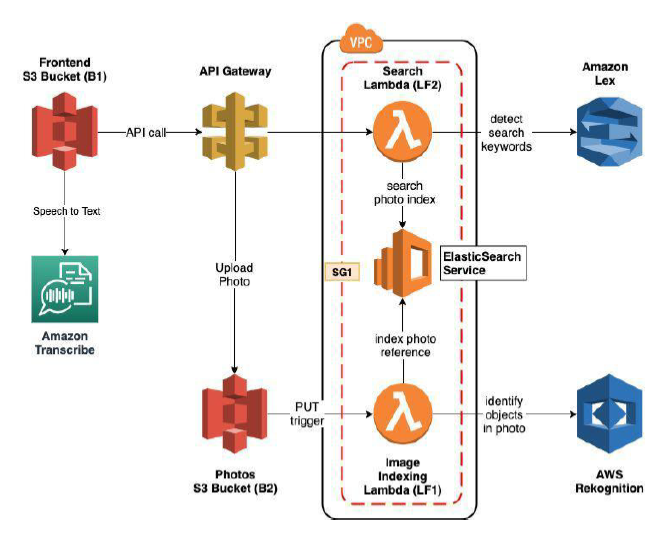 VPC
Frontend
S3 Bucket (B1)
API Gateway
Search
Lambda (LF2)
Amazon
Lex
API call
detect
search
keywords
search
photo index
Speech to Text
Upload
Photo
SG1
ElasticSearch
Service
Amazon
Transcribe
index photo
reference
PUT
trigger
identify
objects
in photo
Photos
S3 Bucket (B2)
Image
Indexing
Lambda (LF1)
AWS
Rekognition